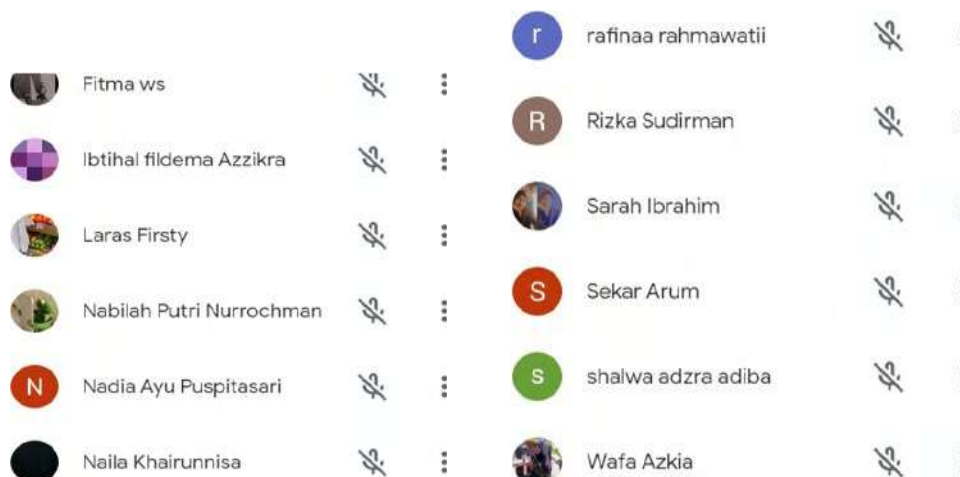 Fitma ws
Ibtihal fildema Azzikra
Laras Firsty
Nabilah Putri Nurrochman
N Nadia Ayu Puspitasari
Naila Khairunnisa
r rafinaa rahmawatii
R Rizka Sudirman
Sarah Ibrahim
S Sekar Arum
s shalwa adzra adiba
Wafa Azkia